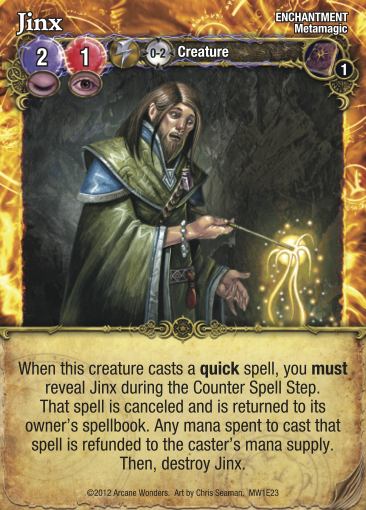 Jinx
ENCHANTMENT
Metamagic
2
1
0-2
Creature
1
When this creature casts a quick spell, you must
reveal Jinx during the Counter Spell Step.
That spell is canceled and is returned to its
owner's spellbook. Any mana spent to cast that
spell is refunded to the caster's mana supply.
Then, destroy Jinx.
©2012 Arcane Wonders. Art by Chris Seaman. MW1E23